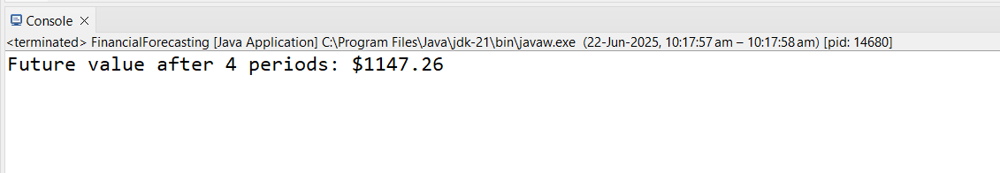 Console
<terminated> FinancialForecasting [Java Application] C:\Program Files\Java\jdk-21\bin\javaw.exe (22-Jun-2025, 10:17:57 am – 10:17:58 am) [pid: 14680]
Future value after 4 periods: $1147.26